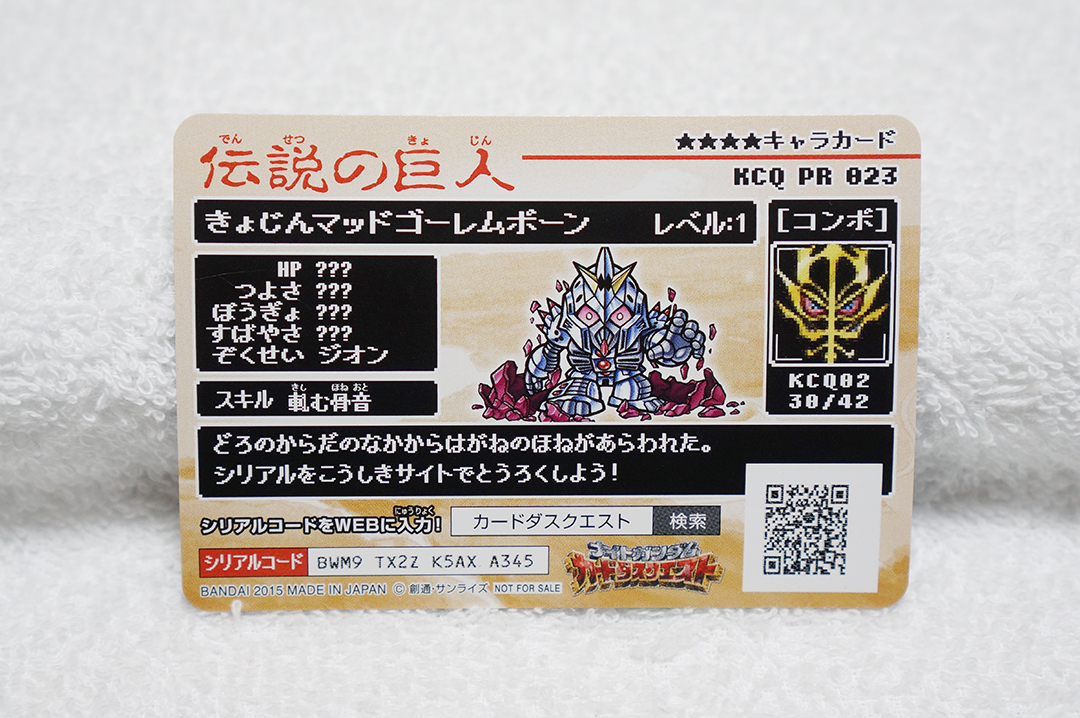 でん せつ きょ じん
伝説の巨人
★★★★キャラカード
KCQ PR 023
きょじんマッドゴーレムボーン レベル:1
[コンボ]
HP ???
つよさ ???
ぼうぎょ ???
すばやさ ???
ぞくせい ジオン
KCQ02
30/42
きし ほね おと
スキル 軋む骨音
どろのからだのなかからはがねのほねがあらわれた。
シリアルをこうしきサイトでとうろくしよう!
にゅうりょく
シリアルコードをWEBに入力! カードダスクエスト 検索
シリアルコード BWM9 TX2Z K5AX A345
ナイトガンダム
カードダスクエスト
BANDAI 2015 MADE IN JAPAN © 創通・サンライズ NOT FOR SALE